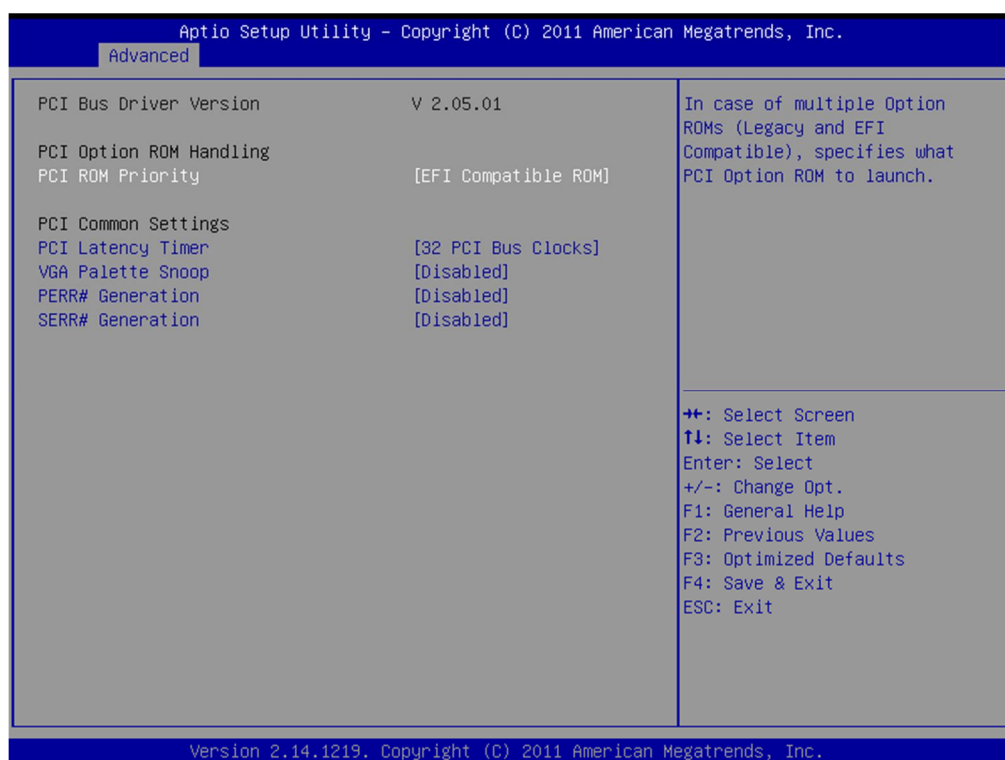 Aptio Setup Utility – Copyright (C) 2011 American Megatrends, Inc.
Advanced
PCI Bus Driver Version V 2.05.01
PCI Option ROM Handling
PCI ROM Priority [EFI Compatible ROM]
PCI Common Settings
PCI Latency Timer [32 PCI Bus Clocks]
VGA Palette Snoop [Disabled]
PERR# Generation [Disabled]
SERR# Generation [Disabled]
In case of multiple Option
ROMs (Legacy and EFI
Compatible), specifies what
PCI Option ROM to launch.
→←: Select Screen
↑↓: Select Item
Enter: Select
+/-: Change Opt.
F1: General Help
F2: Previous Values
F3: Optimized Defaults
F4: Save & Exit
ESC: Exit
Version 2.14.1219. Copyright (C) 2011 American Megatrends, Inc.